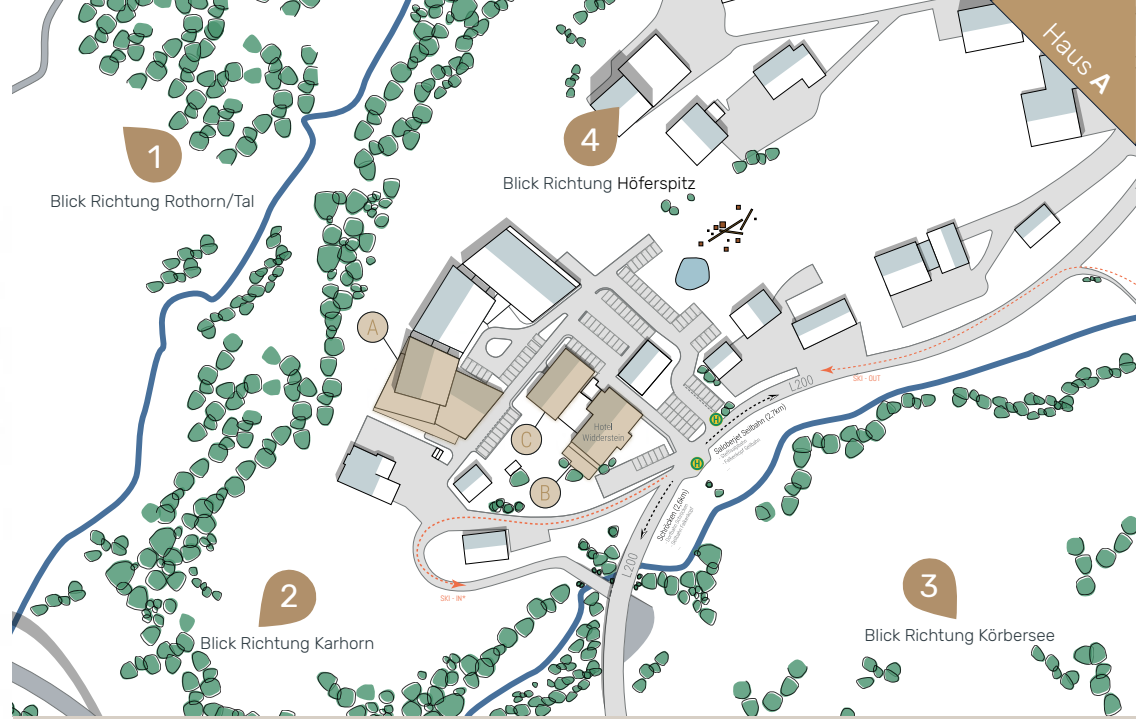 Haus A
1
Blick Richtung Rothorn/Tal
4
Blick Richtung Höferspitz
A
L200
SKI - OUT
H
Saloberjet Seilbahn (2,7km)
Hotel
Widderstein
C
H
B
Schröcken (2,6km)
L200
SKI - IN*
2
Blick Richtung Karhorn
3
Blick Richtung Körbersee